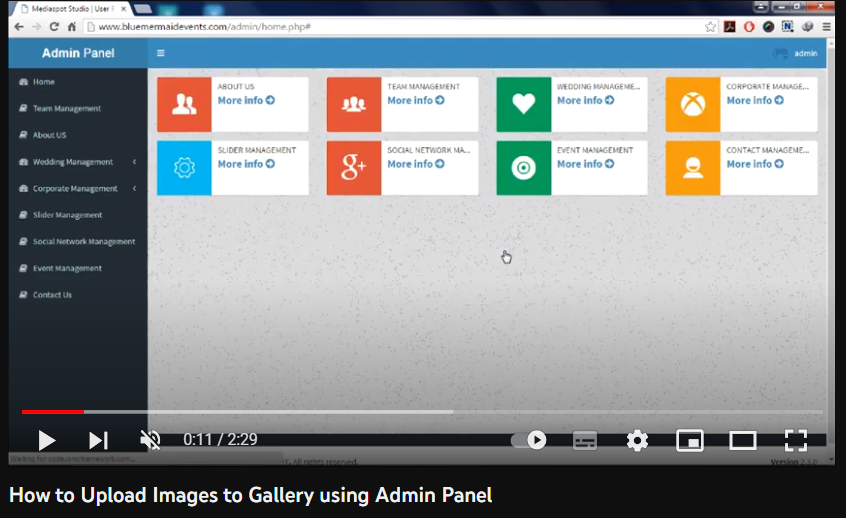 Mediaspot Studio | User P
www.bluemermaidevents.com/admin/home.php#
Admin Panel
admin
Home
Team Management
About US
Wedding Management
Corporate Management
Slider Management
Social Network Management
Event Management
Contact Us
ABOUT US
More info
TEAM MANAGEMENT
More info
WEDDING MANAGEME...
More info
CORPORATE MANAGE...
More info
SLIDER MANAGEMENT
More info
SOCIAL NETWORK MA...
More info
EVENT MANAGEMENT
More info
CONTACT MANAGEME...
More info
0:11 / 2:29
All rights reserved.
Version 2.3.0
How to Upload Images to Gallery using Admin Panel